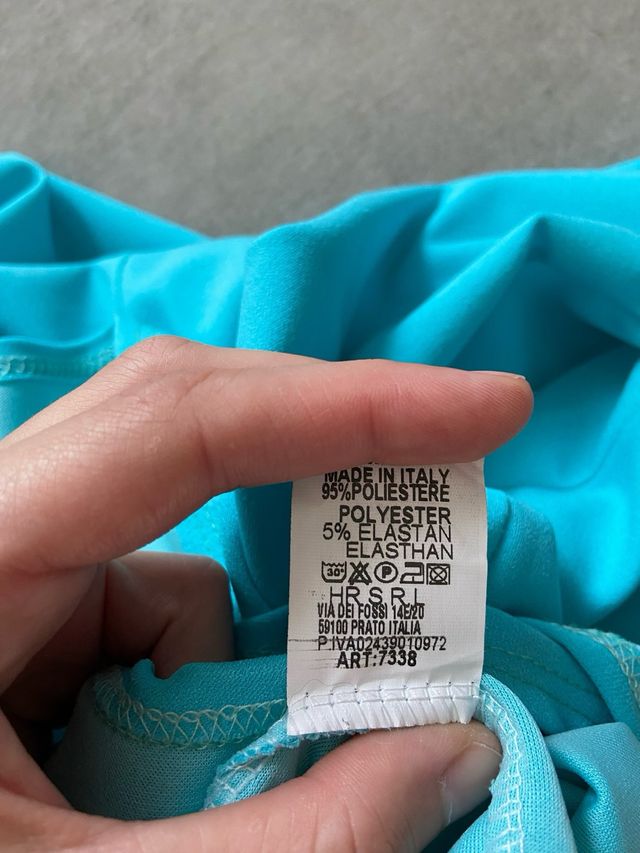 MADE IN ITALY
95%POLIESTERE
POLYESTER
5% ELASTAN
ELASTHAN
30° P
HR S R L
VIA DEI FOSSI 14E/20
59100 PRATO ITALIA
P.IVA02439010972
ART:7338